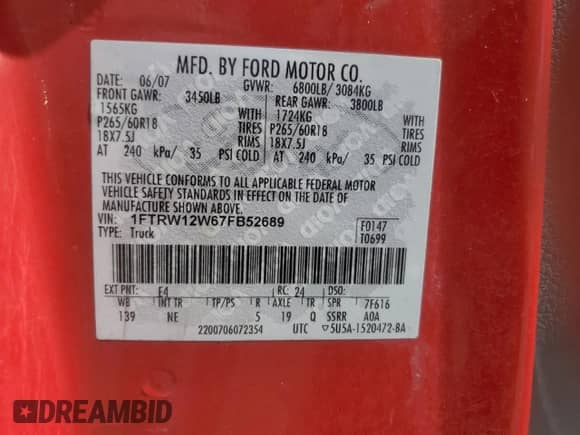 MFD. BY FORD MOTOR CO.
DATE: 06/07 GVWR: 6800LB/ 3084KG
FRONT GAWR: 3450LB REAR GAWR: 3800LB
1565KG WITH 1724KG WITH
P265/60R18 TIRES P265/60R18 TIRES
18X7.5J RIMS 18X7.5J RIMS
AT 240 kPa/ 35 PSI COLD AT 240 kPa/ 35 PSI COLD
THIS VEHICLE CONFORMS TO ALL APPLICABLE FEDERAL MOTOR
VEHICLE SAFETY STANDARDS IN EFFECT ON THE DATE OF
MANUFACTURE SHOWN ABOVE.
VIN: 1FTRW12W67FB52689 F0147
TYPE: Truck T0699
EXT PNT: F4 RC: 24 DSO:
WB INT TR TP/PS R AXLE TR SPR 7F616
139 NE 5 19 Q SSRR AOA
2200706072354 UTC ▽5U5A-1520472-BA
DREAMBID